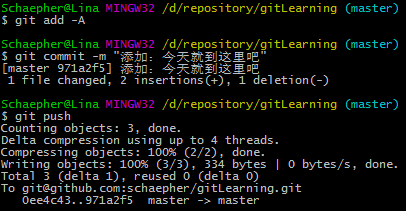 Schaepher@Lina MINGW32 /d/repository/gitLearning (master)
$ git add -A
Schaepher@Lina MINGW32 /d/repository/gitLearning (master)
$ git commit -m "添加：今天就到这里吧"
[master 971a2f5] 添加：今天就到这里吧
1 file changed, 2 insertions(+), 1 deletion(-)
Schaepher@Lina MINGW32 /d/repository/gitLearning (master)
$ git push
Counting objects: 3, done.
Delta compression using up to 4 threads.
Compressing objects: 100% (2/2), done.
Writing objects: 100% (3/3), 334 bytes | 0 bytes/s, done.
Total 3 (delta 1), reused 0 (delta 0)
To git@github.com:schaepher/gitLearning.git
0ee4c43..971a2f5  master -> master